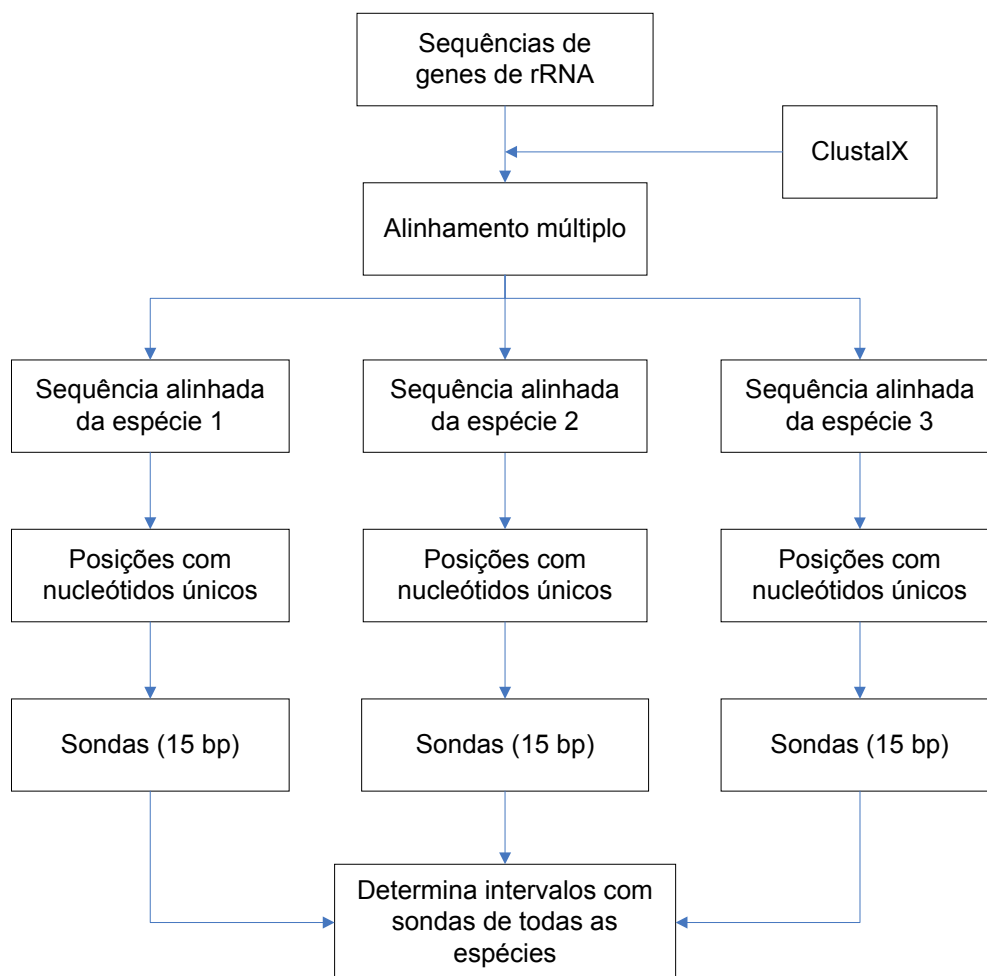 Sequências de
genes de rRNA
ClustalX
Alinhamento múltiplo
Sequência alinhada
da espécie 1
Sequência alinhada
da espécie 2
Sequência alinhada
da espécie 3
Posições com
nucleótidos únicos
Posições com
nucleótidos únicos
Posições com
nucleótidos únicos
Sondas (15 bp)
Sondas (15 bp)
Sondas (15 bp)
Determina intervalos com
sondas de todas as
espécies